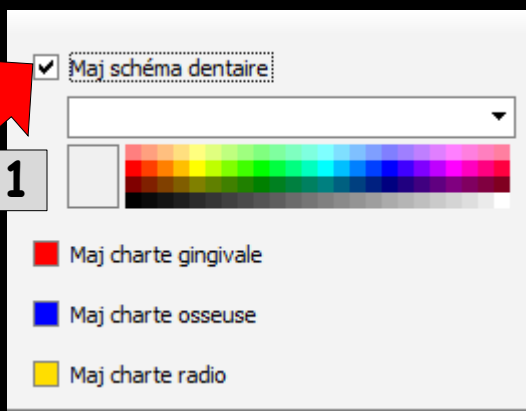 Maj schéma dentaire
1
Maj charte gingivale
Maj charte osseuse
Maj charte radio